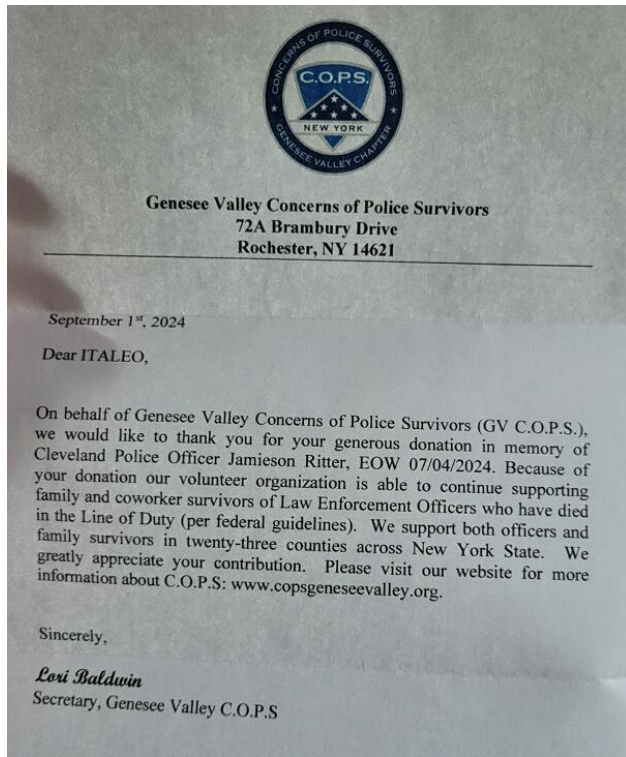 CONCERNS OF POLICE SURVIVORS
C.O.P.S.
NEW YORK
GENESEE VALLEY CHAPTER
Genesee Valley Concerns of Police Survivors
72A Brambury Drive
Rochester, NY 14621
September 1st, 2024
Dear ITALEO,
On behalf of Genesee Valley Concerns of Police Survivors (GV C.O.P.S.),
we would like to thank you for your generous donation in memory of
Cleveland Police Officer Jamieson Ritter, EOW 07/04/2024. Because of
your donation our volunteer organization is able to continue supporting
family and coworker survivors of Law Enforcement Officers who have died
in the Line of Duty (per federal guidelines). We support both officers and
family survivors in twenty-three counties across New York State. We
greatly appreciate your contribution. Please visit our website for more
information about C.O.P.S: www.copsgeneseevalley.org.
Sincerely,
Lori Baldwin
Secretary, Genesee Valley C.O.P.S